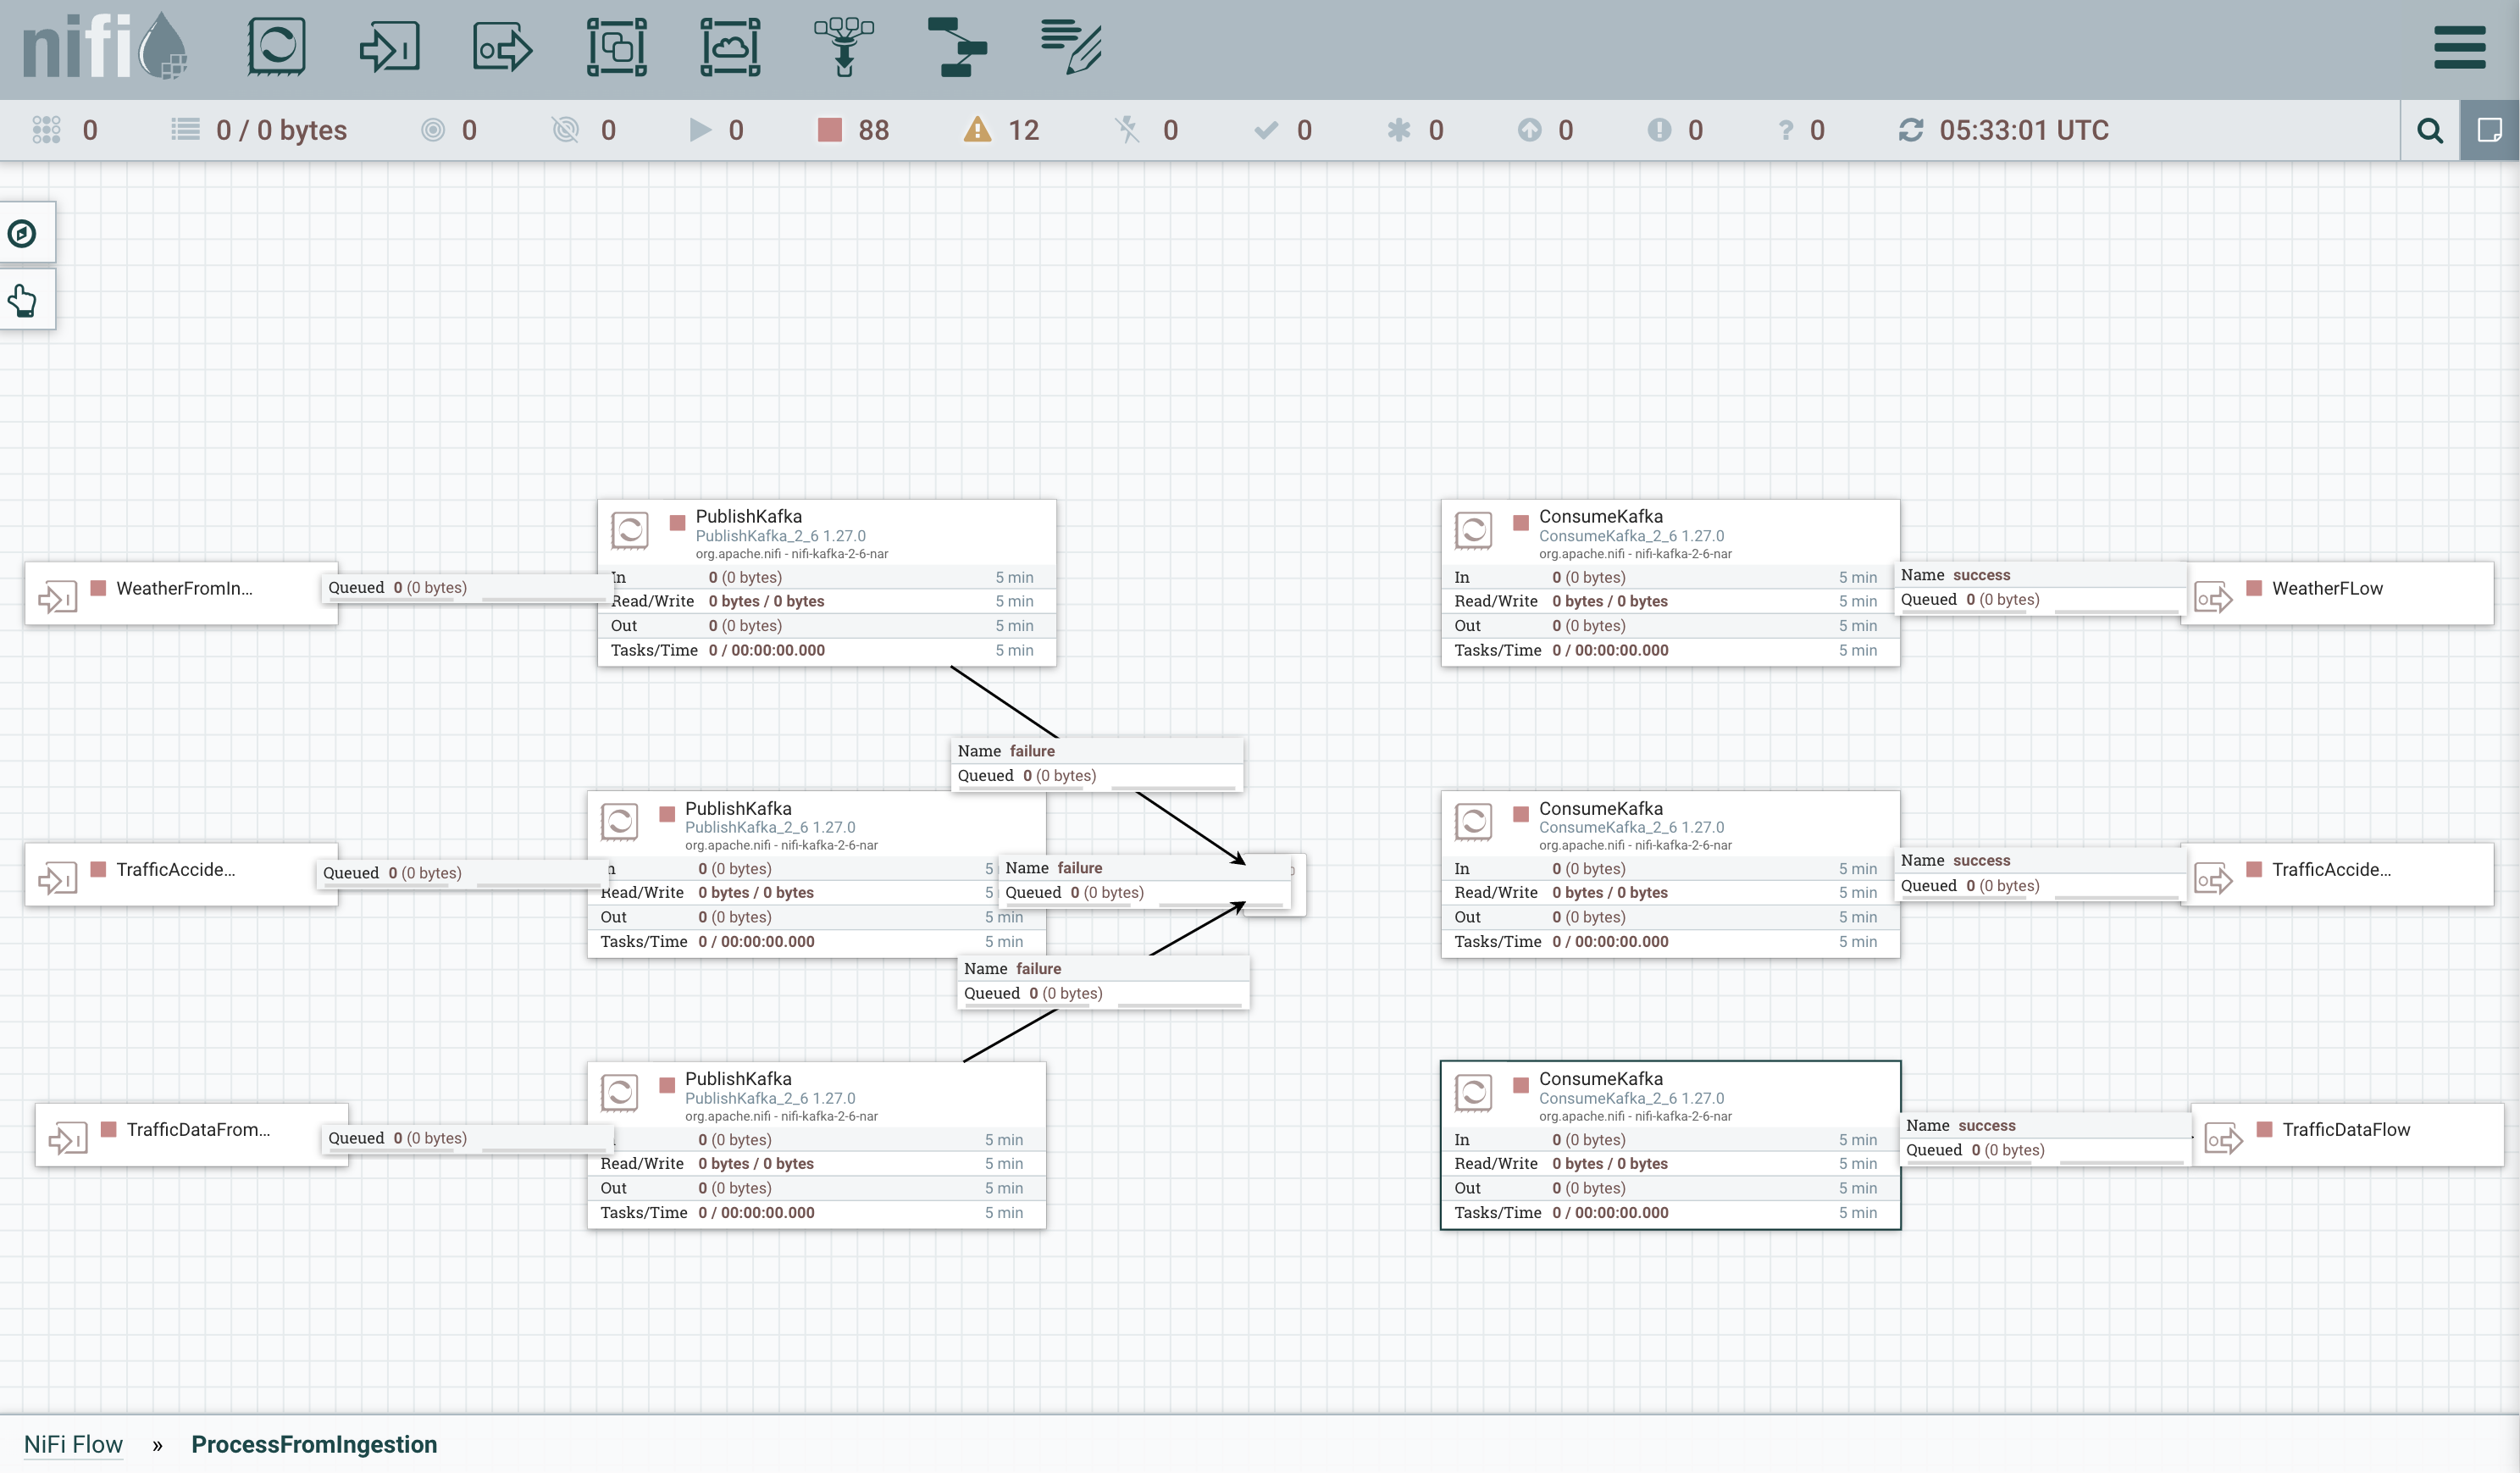 nifi
0
0 / 0 bytes
0
0
0
88
12
0
0
0
0
0
0
05:33:01 UTC
PublishKafka
PublishKafka_2_6 1.27.0
org.apache.nifi - nifi-kafka-2-6-nar
In 0 (0 bytes) 5 min
Read/Write 0 bytes / 0 bytes 5 min
Out 0 (0 bytes) 5 min
Tasks/Time 0 / 00:00:00.000 5 min
ConsumeKafka
ConsumeKafka_2_6 1.27.0
org.apache.nifi - nifi-kafka-2-6-nar
In 0 (0 bytes) 5 min
Read/Write 0 bytes / 0 bytes 5 min
Out 0 (0 bytes) 5 min
Tasks/Time 0 / 00:00:00.000 5 min
WeatherFromIn...
Queued 0 (0 bytes)
Name success
Queued 0 (0 bytes)
WeatherFLow
Name failure
Queued 0 (0 bytes)
PublishKafka
PublishKafka_2_6 1.27.0
org.apache.nifi - nifi-kafka-2-6-nar
0 (0 bytes)
Read/Write 0 bytes / 0 bytes
Out 0 (0 bytes) 5 min
Tasks/Time 0 / 00:00:00.000 5 min
ConsumeKafka
ConsumeKafka_2_6 1.27.0
org.apache.nifi - nifi-kafka-2-6-nar
In 0 (0 bytes) 5 min
Read/Write 0 bytes / 0 bytes 5 min
Out 0 (0 bytes) 5 min
Tasks/Time 0 / 00:00:00.000 5 min
TrafficAccide...
Queued 0 (0 bytes)
Name failure
Queued 0 (0 bytes)
Name success
Queued 0 (0 bytes)
TrafficAccide...
Name failure
Queued 0 (0 bytes)
PublishKafka
PublishKafka_2_6 1.27.0
org.apache.nifi - nifi-kafka-2-6-nar
0 (0 bytes) 5 min
Read/Write 0 bytes / 0 bytes 5 min
Out 0 (0 bytes) 5 min
Tasks/Time 0 / 00:00:00.000 5 min
ConsumeKafka
ConsumeKafka_2_6 1.27.0
org.apache.nifi - nifi-kafka-2-6-nar
In 0 (0 bytes) 5 min
Read/Write 0 bytes / 0 bytes 5 min
Out 0 (0 bytes) 5 min
Tasks/Time 0 / 00:00:00.000 5 min
TrafficDataFrom...
Queued 0 (0 bytes)
Name success
Queued 0 (0 bytes)
TrafficDataFlow
NiFi Flow » ProcessFromIngestion